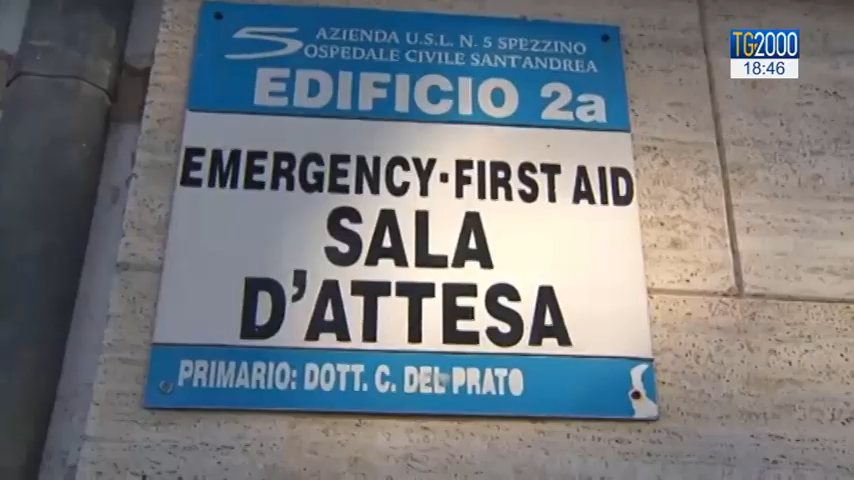 TG2000
18:46
5 AZIENDA U.S.L. N. 5 SPEZZINO
OSPEDALE CIVILE SANT'ANDREA
EDIFICIO 2a
EMERGENCY-FIRST AID
SALA
D'ATTESA
PRIMARIO: DOTT. C. DEL PRATO